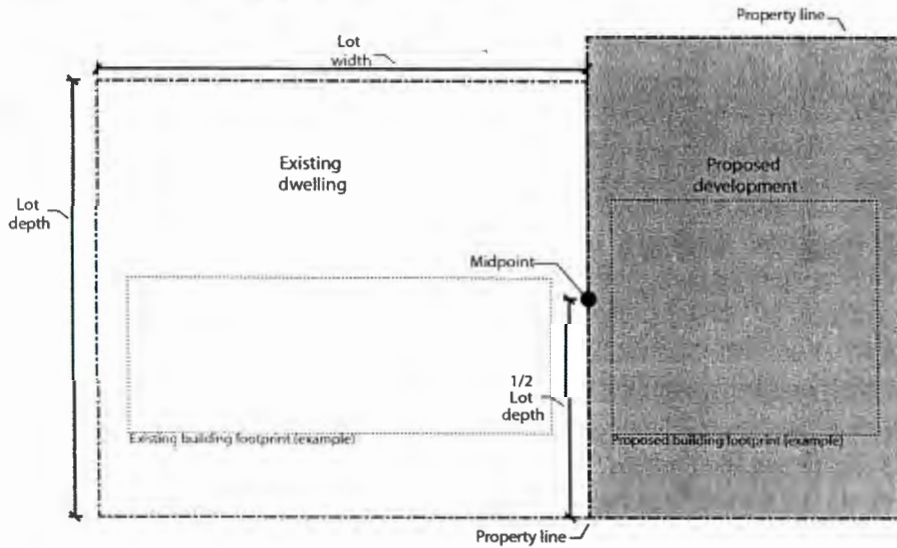 Property line
Lot
width
Existing
dwelling
Proposed
development
Lot
depth
Midpoint
1/2
Lot
depth
Existing building footprint (example)
Proposed building footprint (example)
Property line